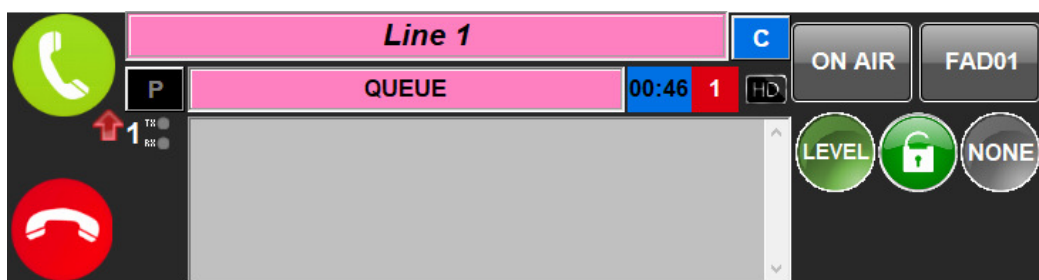 Line 1
C
ON AIR
FAD01
P
QUEUE
00:46
1
HD
1
TX
RX
LEVEL
NONE